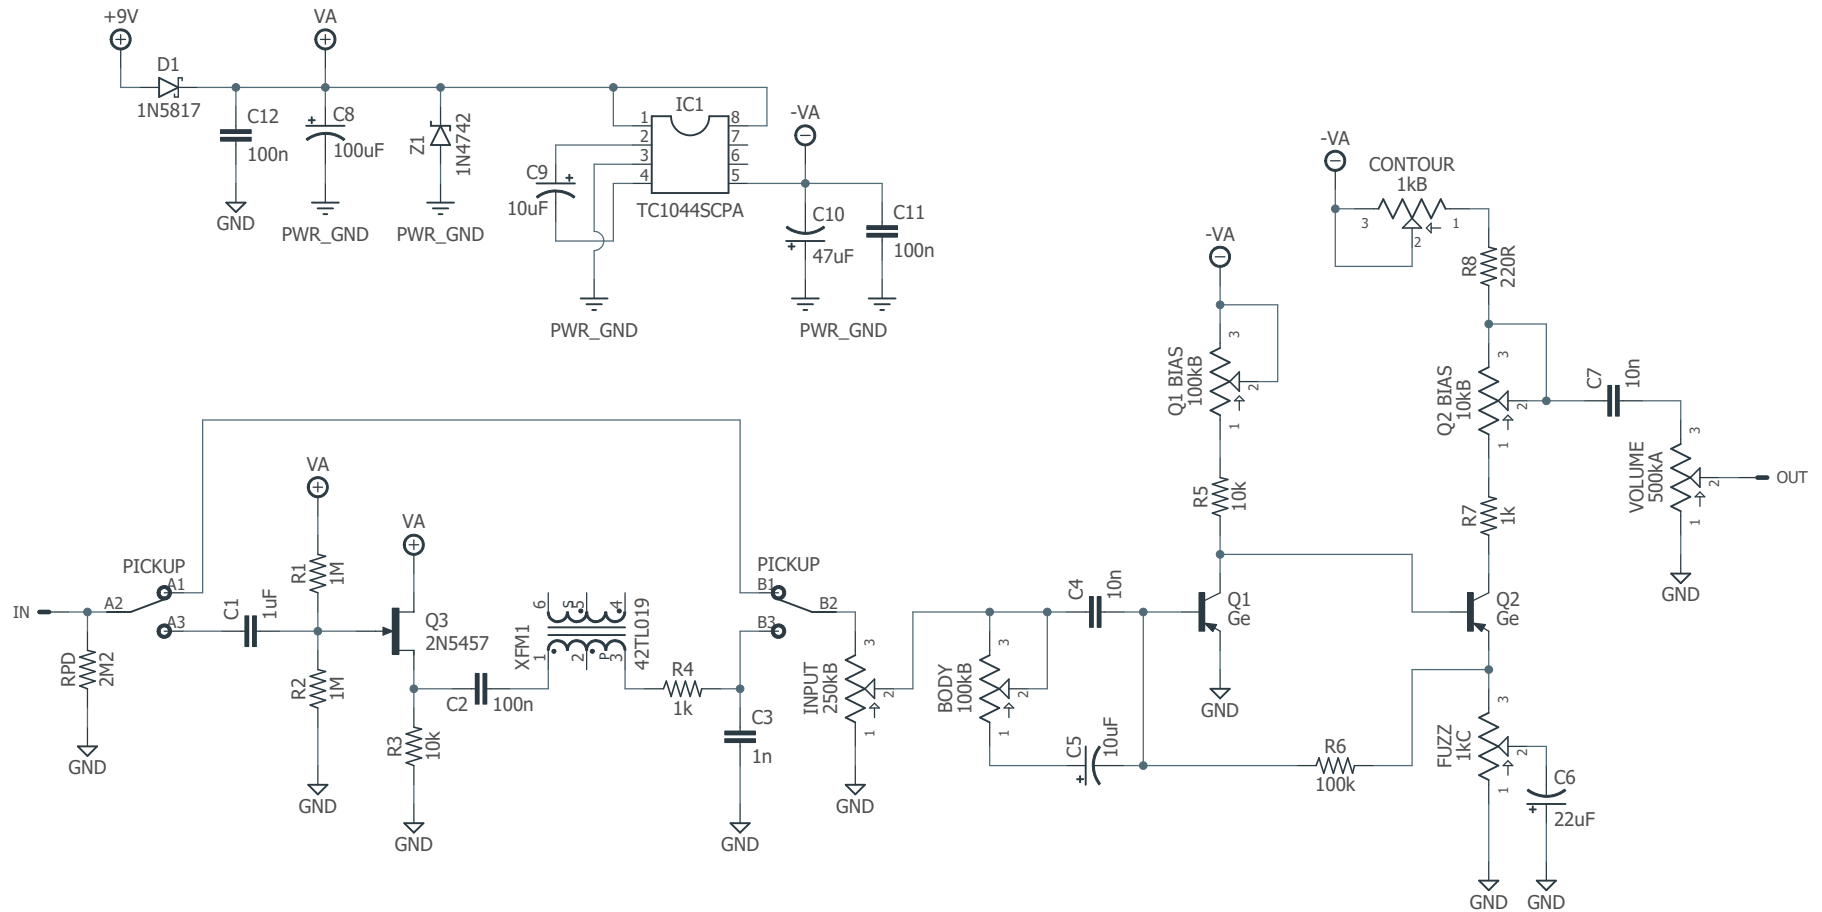 +9V
VA
D1
1N5817
C12
100n
GND
C8
100uF
PWR_GND
Z1
1N4742
PWR_GND
IC1
1
2
3
4
8
7
6
5
TC1044SCPA
C9
10uF
PWR_GND
-VA
C10
47uF
C11
100n
PWR_GND
-VA
CONTOUR
1kB
3
1
2
R8
220R
-VA
Q1 BIAS
100kB
3
2
1
R5
10k
Q2 BIAS
10kB
3
2
1
C7
10n
R7
1k
VOLUME
500kA
3
2
1
OUT
GND
IN
RPD
2M2
GND
PICKUP
A1
A2
A3
C1
1uF
VA
R1
1M
R2
1M
GND
VA
Q3
2N5457
R3
10k
GND
C2
100n
XFM1
42TL019
6
S
5
4
1
2
P
3
R4
1k
C3
1n
GND
PICKUP
B1
B2
B3
INPUT
250kB
3
2
1
GND
BODY
100kB
3
2
1
C4
10n
C5
10uF
Q1
Ge
GND
R6
100k
Q2
Ge
FUZZ
1kC
3
2
1
C6
22uF
GND
GND